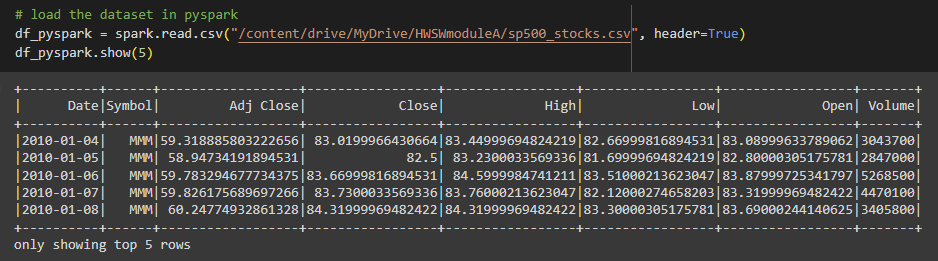 # load the dataset in pyspark
df_pyspark = spark.read.csv("/content/drive/MyDrive/HWSWmoduleA/sp500_stocks.csv", header=True)
df_pyspark.show(5)
+----------+------+------------------+-----------------+-----------------+-----------------+-----------------+-------+
|      Date|Symbol|         Adj Close|            Close|             High|              Low|             Open| Volume|
+----------+------+------------------+-----------------+-----------------+-----------------+-----------------+-------+
|2010-01-04|   MMM|59.318885803222656| 83.0199966430664|83.44999694824219|82.66999816894531|83.08999633789062|3043700|
|2010-01-05|   MMM| 58.94734191894531|             82.5| 83.2300033569336|81.69999694824219|82.80000305175781|2847000|
|2010-01-06|   MMM|59.783294677734375|83.66999816894531| 84.5999984741211|83.51000213623047|83.87999725341797|5268500|
|2010-01-07|   MMM|59.826175689697266| 83.7300033569336|83.76000213623047|82.12000274658203|83.31999969482422|4470100|
|2010-01-08|   MMM| 60.24774932861328|84.31999969482422|84.31999969482422|83.30000305175781|83.69000244140625|3405800|
+----------+------+------------------+-----------------+-----------------+-----------------+-----------------+-------+
only showing top 5 rows